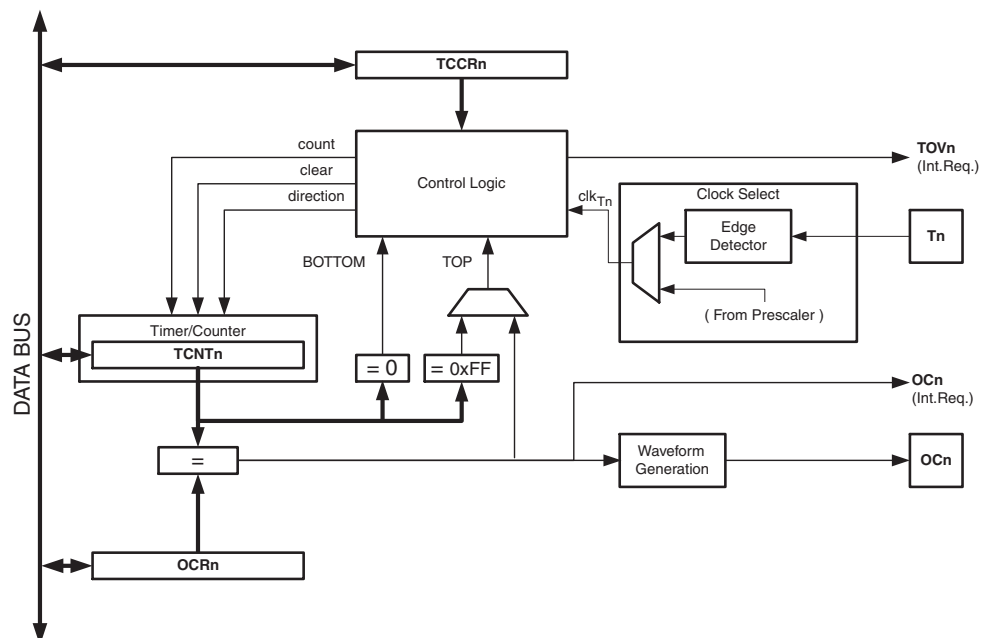 TCCRn
count
clear
direction
Control Logic
TOVn
(Int.Req.)
clkTn
Clock Select
Edge
Detector
Tn
( From Prescaler )
BOTTOM
TOP
Timer/Counter
TCNTn
= 0
= 0xFF
DATA BUS
OCn
(Int.Req.)
=
Waveform
Generation
OCn
OCRn